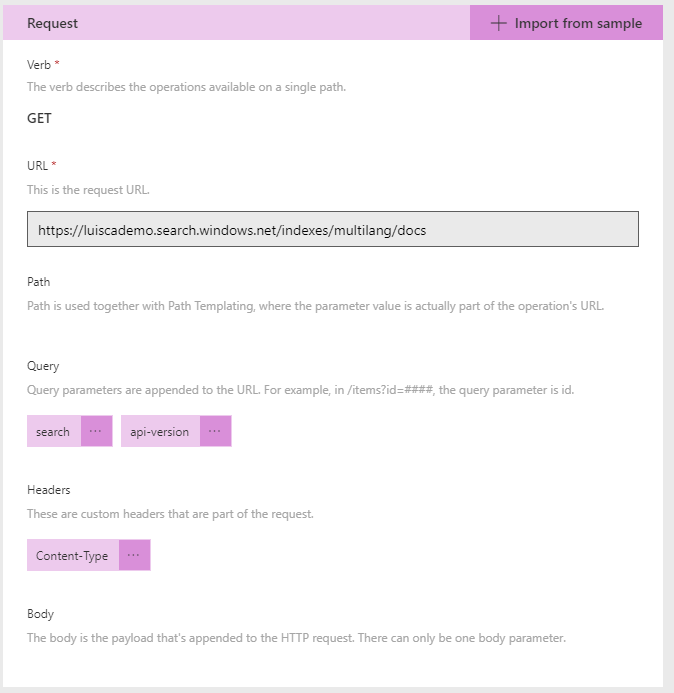 Request
+ Import from sample
Verb *
The verb describes the operations available on a single path.
GET
URL *
This is the request URL.
https://luiscademo.search.windows.net/indexes/multilang/docs
Path
Path is used together with Path Templating, where the parameter value is actually part of the operation's URL.
Query
Query parameters are appended to the URL. For example, in /items?id=####, the query parameter is id.
search ... api-version ...
Headers
These are custom headers that are part of the request.
Content-Type ...
Body
The body is the payload that's appended to the HTTP request. There can only be one body parameter.